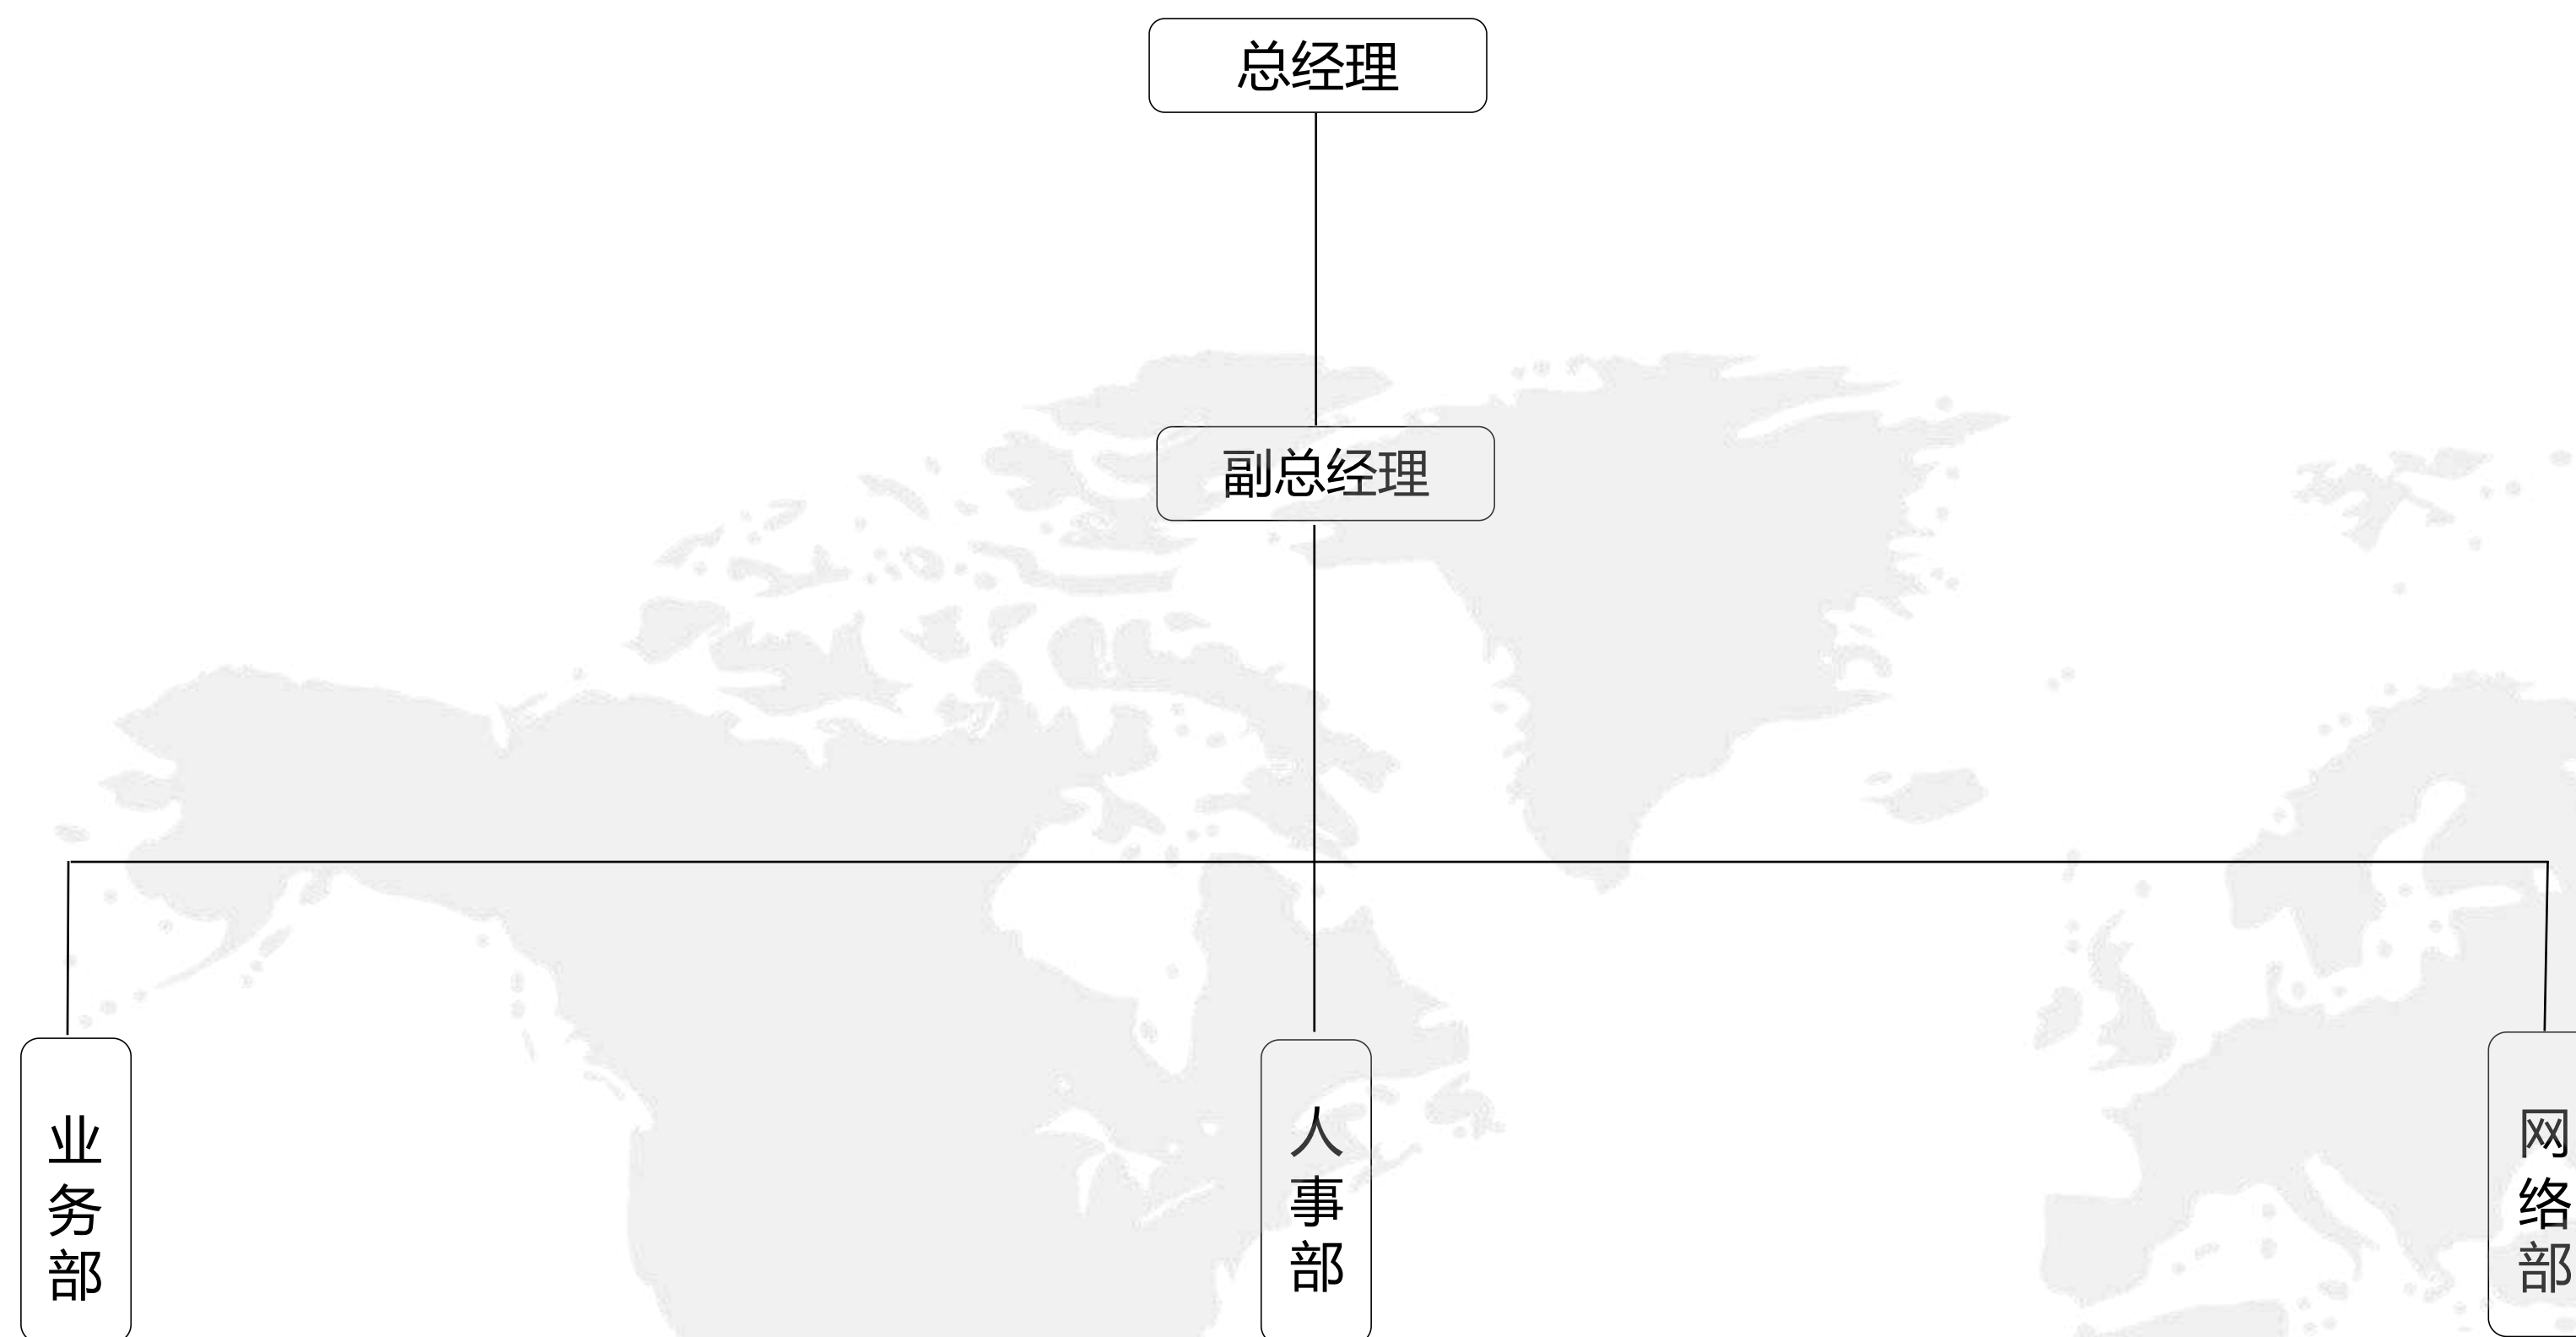 总经理
副总经理
业务部
人事部
网络部